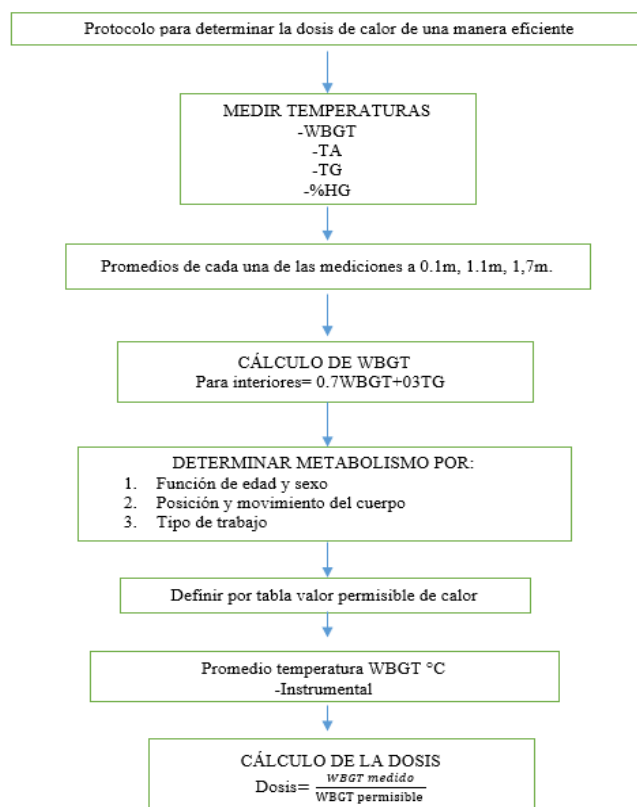 Protocolo para determinar la dosis de calor de una manera eficiente
MEDIR TEMPERATURAS
-WBGT
-TA
-TG
-%HG
Promedios de cada una de las mediciones a 0.1m, 1.1m, 1,7m.
CÁLCULO DE WBGT
Para interiores= 0.7WBGT+03TG
DETERMINAR METABOLISMO POR:
1. Función de edad y sexo
2. Posición y movimiento del cuerpo
3. Tipo de trabajo
Definir por tabla valor permisible de calor
Promedio temperatura WBGT °C
-Instrumental
CÁLCULO DE LA DOSIS
Dosis= WBGT medido / WBGT permisible